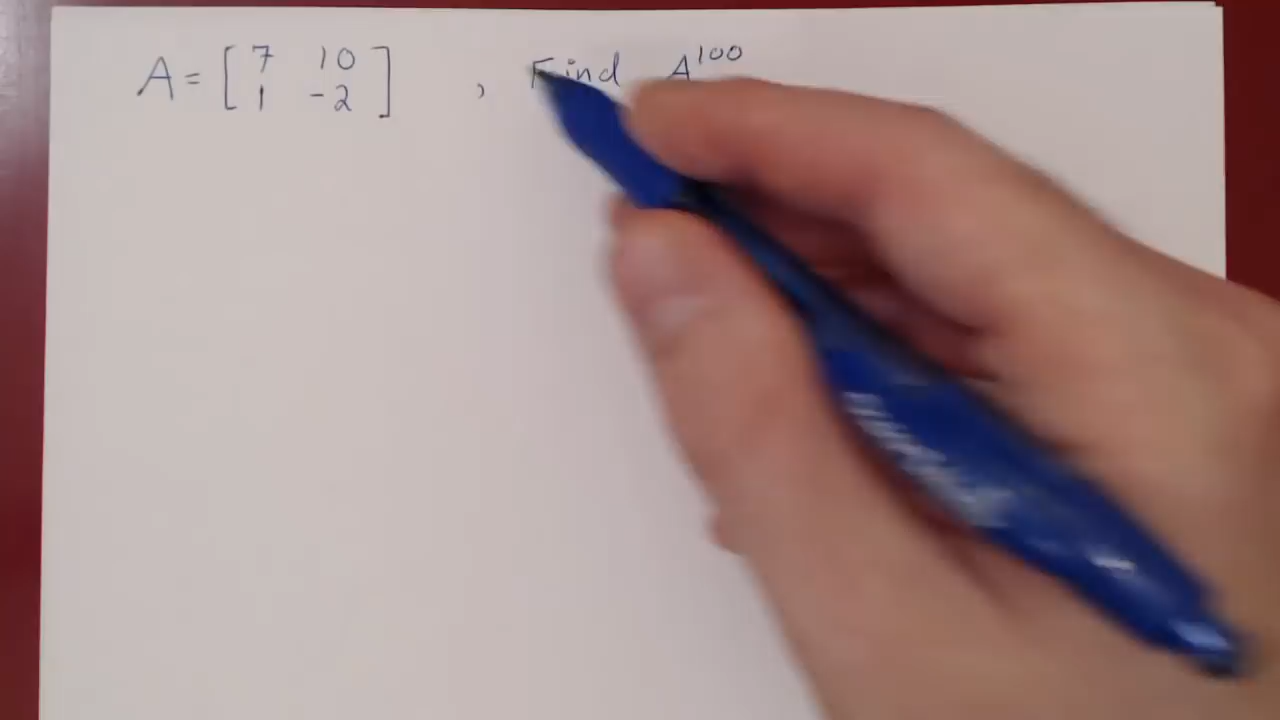 A = [ 7 10 ] , Find A^100
[ 1 -2 ]